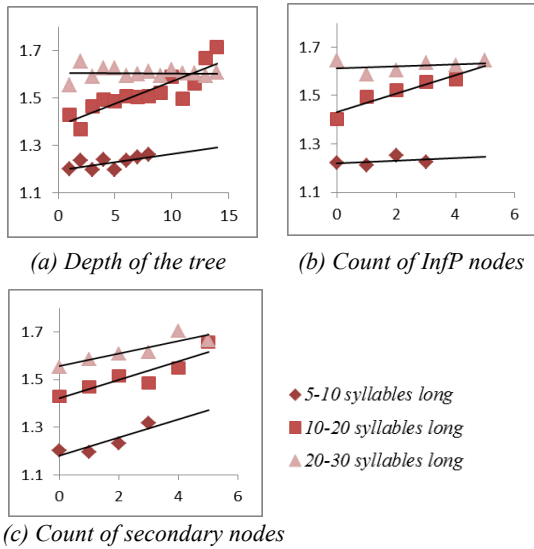 1.7
1.5
1.3
1.1
0 5 10 15
(a) Depth of the tree
1.7
1.5
1.3
1.1
0 2 4 6
(b) Count of InfP nodes
1.7
1.5
1.3
1.1
0 2 4 6
(c) Count of secondary nodes
5-10 syllables long
10-20 syllables long
20-30 syllables long